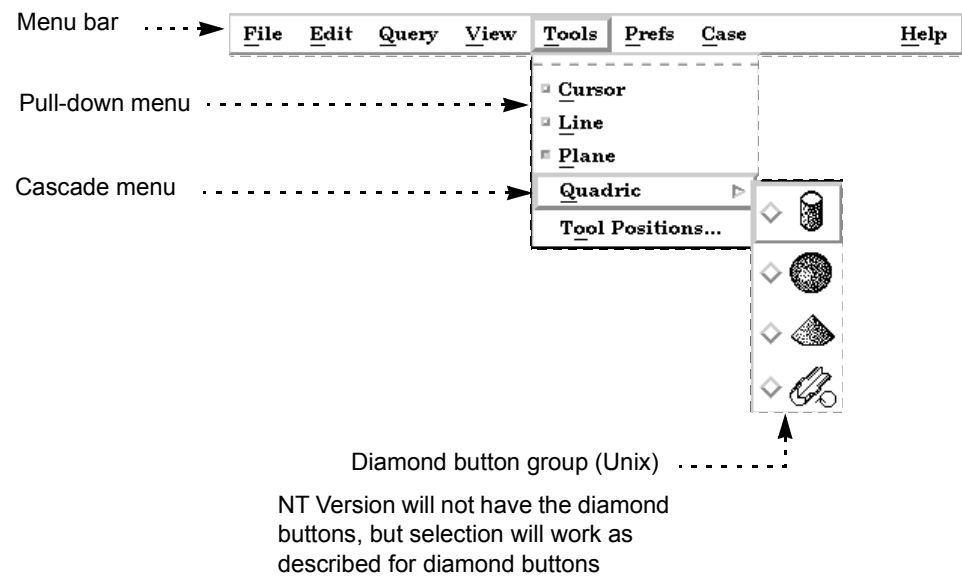 Menu bar
File Edit Query View Tools Prefs Case Help
Pull-down menu
Cursor
Line
Plane
Cascade menu
Quadric
Tool Positions...
Diamond button group (Unix)
NT Version will not have the diamond
buttons, but selection will work as
described for diamond buttons